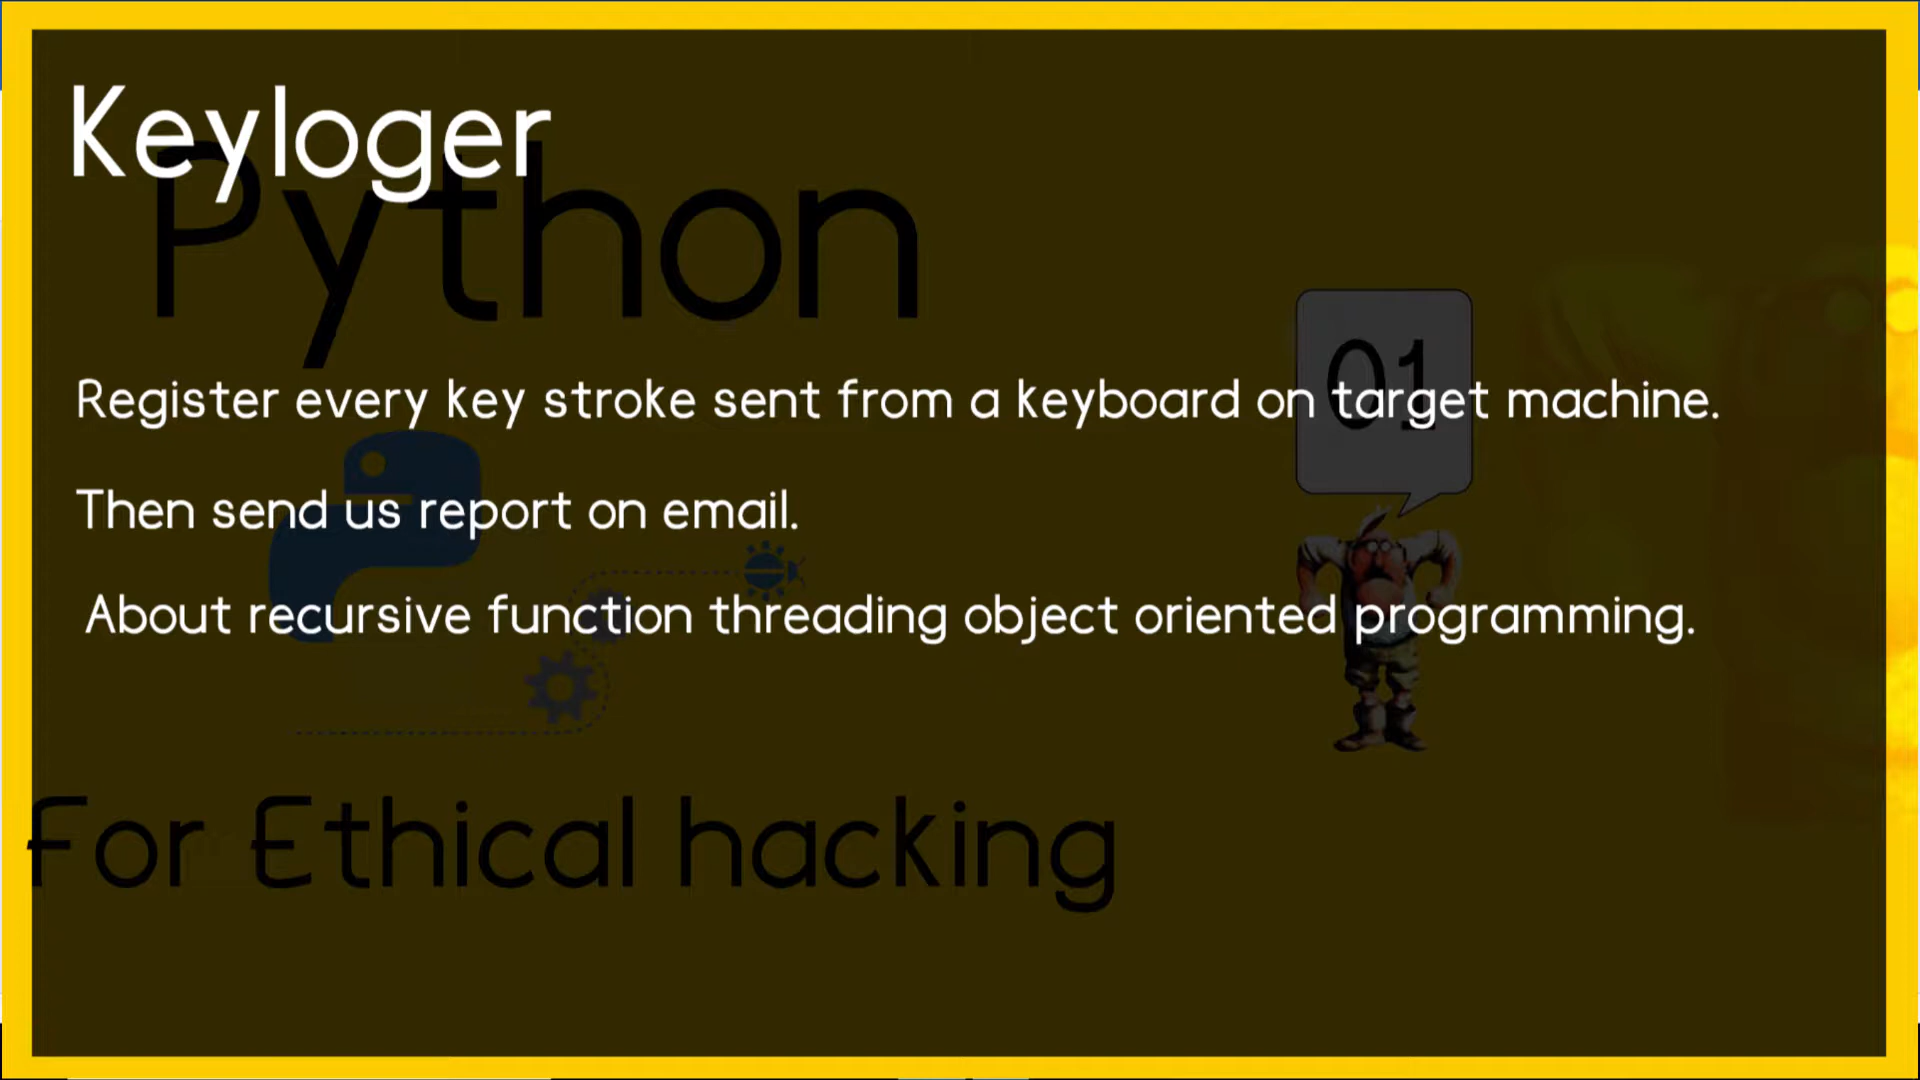 Keyloger
Python
01
Register every key stroke sent from a keyboard on target machine.
Then send us report on email.
About recursive function threading object oriented programming.
For Ethical hacking